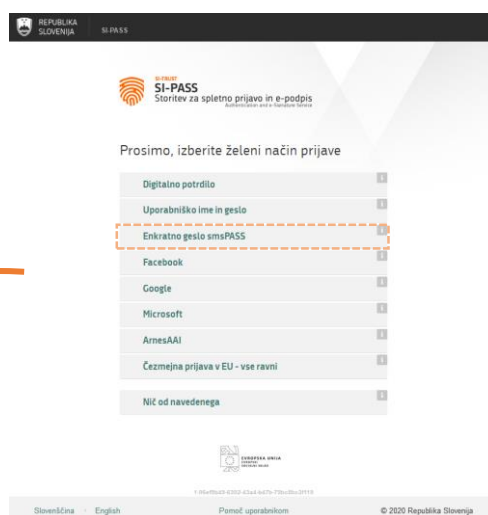 REPUBLIKA
SLOVENIJA
SI-PASS
SI-TRUST
SI-PASS
Storitev za spletno prijavo in e-podpis
Authentication and e-Signature Service
Prosimo, izberite želeni način prijave
Digitalno potrdilo
Uporabniško ime in geslo
Enkratno geslo smsPASS
Facebook
Google
Microsoft
ArnesAAI
Čezmejna prijava v EU - vse ravni
Nič od navedenega
EVROPSKA UNIJA
Slovenščina English Pomoč uporabnikom © 2020 Republika Slovenija